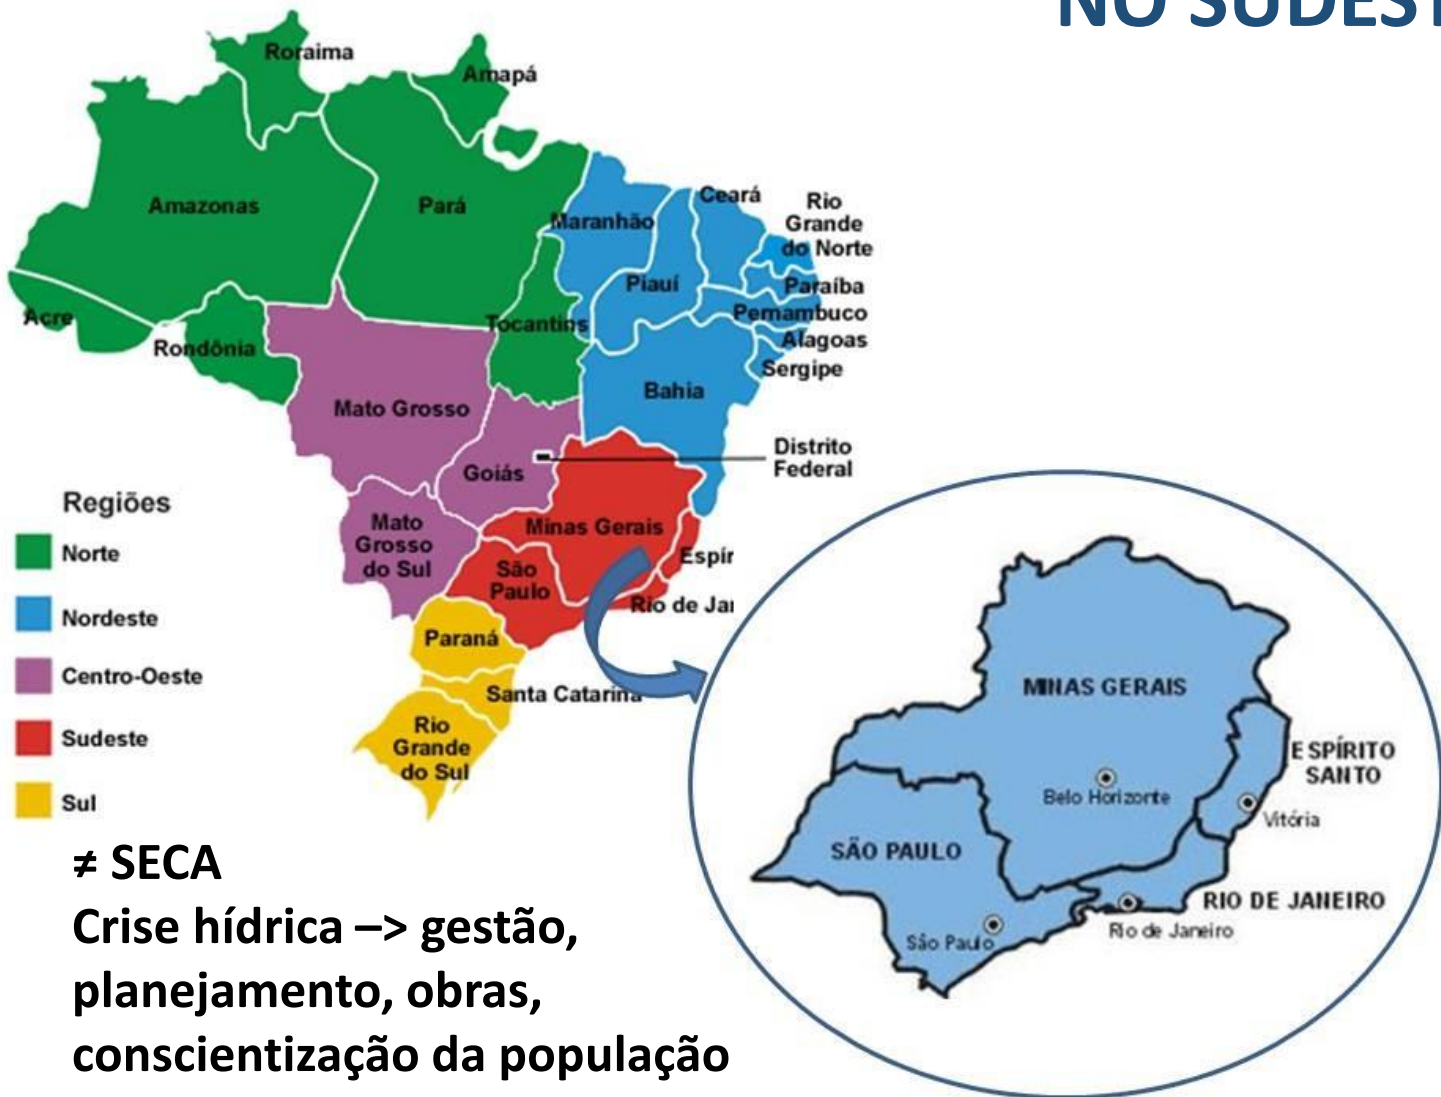 NO SUDEST
Roraima
Amapá
Amazonas
Pará
Maranhão
Ceará
Rio
Grande
do Norte
Piauí
Paraíba
Pernambuco
Alagoas
Sergipe
Acre
Rondônia
Tocantins
Bahia
Mato Grosso
Distrito
Federal
Goiás
Mato
Grosso
do Sul
Minas Gerais
Espír
São
Paulo
Rio de Jan
Paraná
Santa Catarina
Rio
Grande
do Sul
Regiões
Norte
Nordeste
Centro-Oeste
Sudeste
Sul
MINAS GERAIS
ESPÍRITO
SANTO
Belo Horizonte
Vitória
SÃO PAULO
RIO DE JANEIRO
São Paulo
Rio de Janeiro
≠ SECA
Crise hídrica –> gestão,
planejamento, obras,
conscientização da população